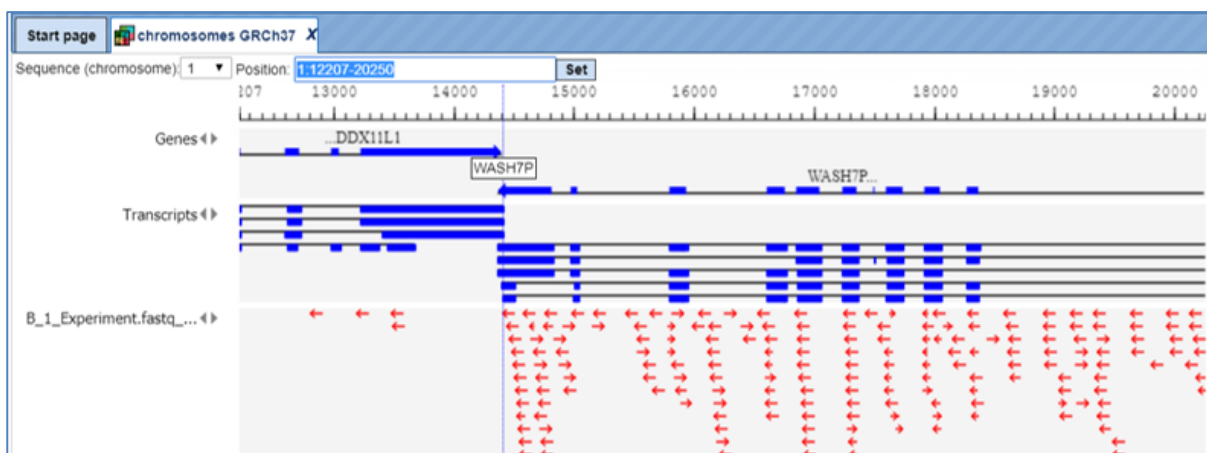 Start page chromosomes GRCh37 X
Sequence (chromosome): 1 Position: 1:12207-20250 Set
207 13000 14000 15000 16000 17000 18000 19000 20000
Genes ...DDX11L1
WASH7P WASH7P...
Transcripts
B_1_Experiment.fastq_...